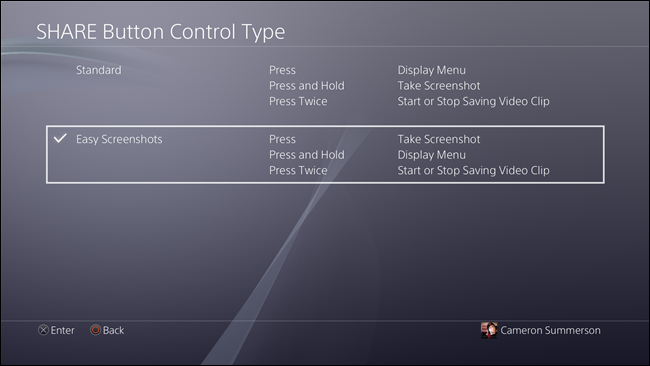 SHARE Button Control Type
Standard Press Display Menu
Press and Hold Take Screenshot
Press Twice Start or Stop Saving Video Clip
Easy Screenshots Press Take Screenshot
Press and Hold Display Menu
Press Twice Start or Stop Saving Video Clip
Enter Back Cameron Summerson